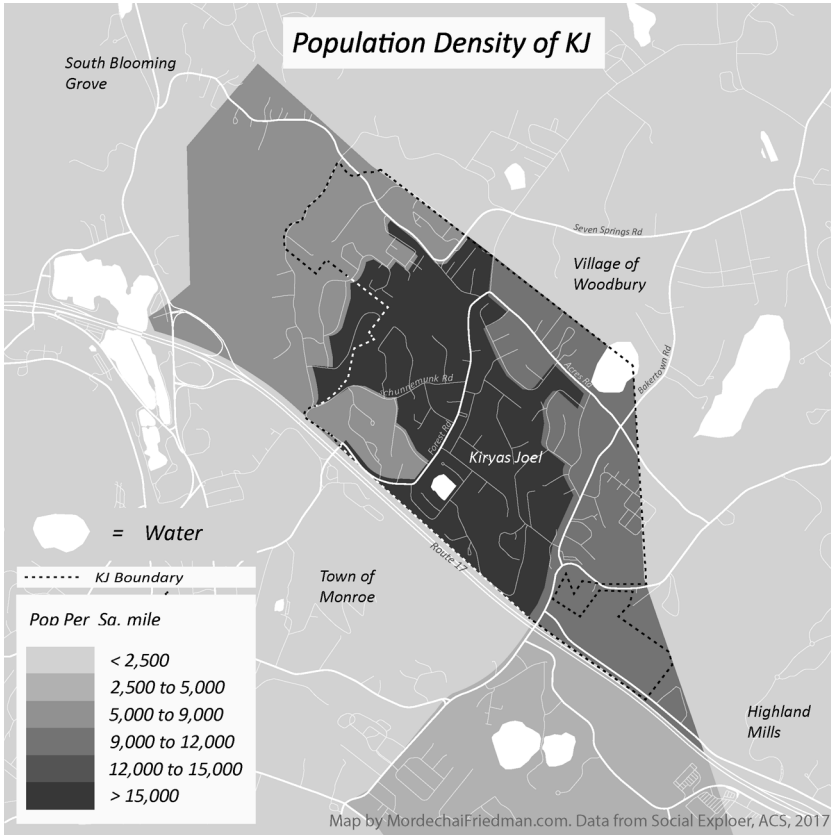 Population Density of KJ
South Blooming
Grove
Seven Springs Rd
Village of
Woodbury
Bakertown Rd
Acres Rd
chunnemunk Rd
Forest Rd
Kiryas Joel
= Water
Route 17
KJ Boundary
Town of
Monroe
Pop Per Sq. mile
< 2,500
2,500 to 5,000
5,000 to 9,000
9,000 to 12,000
12,000 to 15,000
> 15,000
Highland
Mills
Map by MordechaiFriedman.com. Data from Social Exploer, ACS, 2017